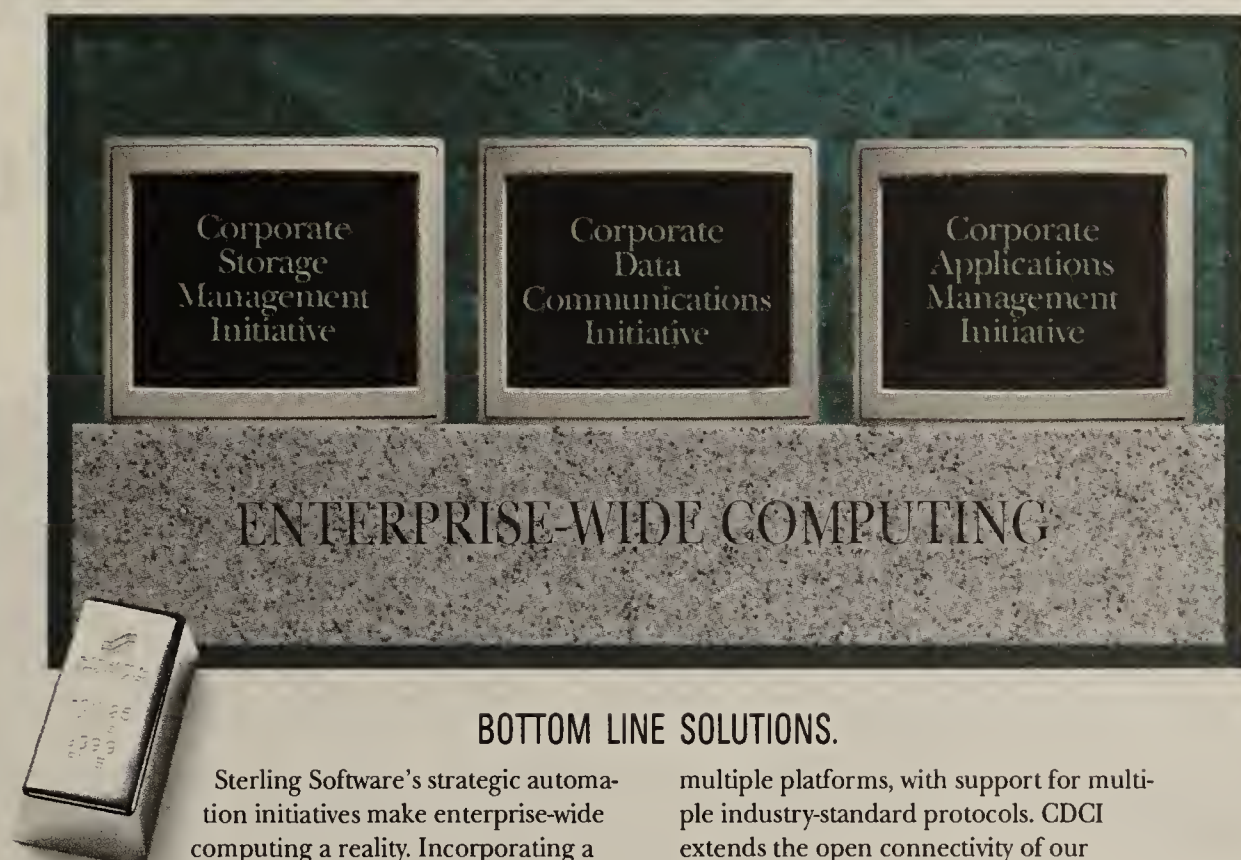 Corporate
Storage
Management
Initiative
Corporate
Data
Communications
Initiative
Corporate
Applications
Management
Initiative
ENTERPRISE-WIDE COMPUTING
BOTTOM LINE SOLUTIONS.
Sterling Software's strategic automa-
tion initiatives make enterprise-wide
computing a reality. Incorporating a
multiple platforms, with support for multi-
ple industry-standard protocols. CDCI
extends the open connectivity of our